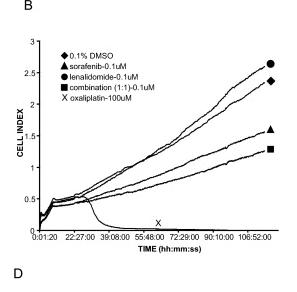 B
3
2.5
2
1.5
1
0.5
0
CELL INDEX
0.1% DMSO
sorafenib-0.1uM
lenalidomide-0.1uM
combination (1:1)-0.1uM
X oxaliplatin-100uM
X
0:01:20 22:27:00 39:08:00 55:48:00 72:29:00 90:10:00 106:52:00
TIME (hh:mm:ss)
D